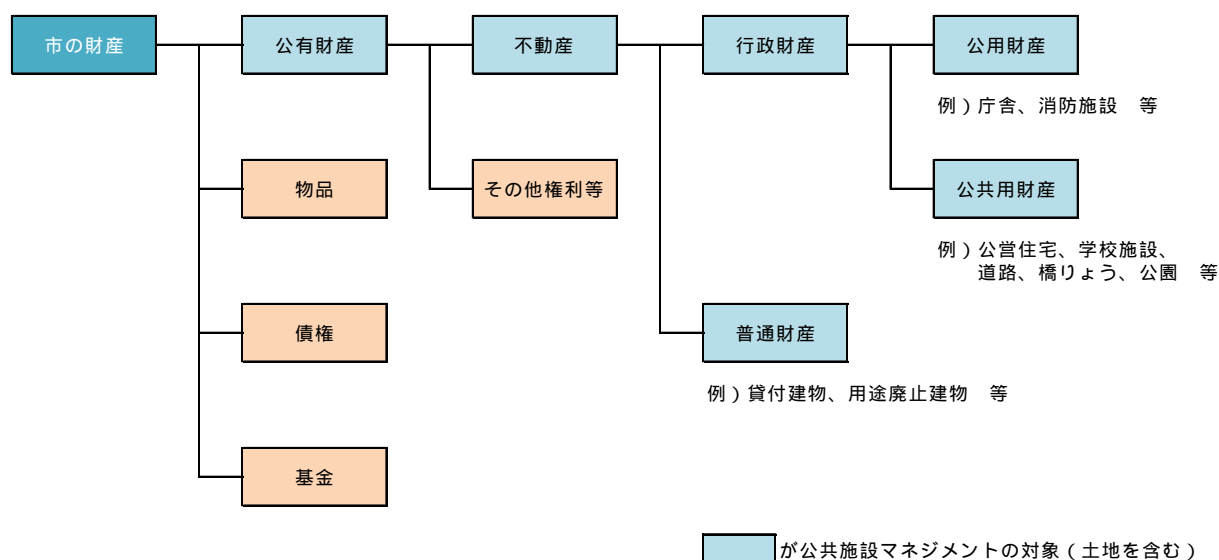 市の財産
公有財産
不動産
行政財産
公用財産
例)庁舎、消防施設　等
物品
その他権利等
公共用財産
例)公営住宅、学校施設、
道路、橋りょう、公園　等
債権
普通財産
例)貸付建物、用途廃止建物　等
基金
が公共施設マネジメントの対象(土地を含む)